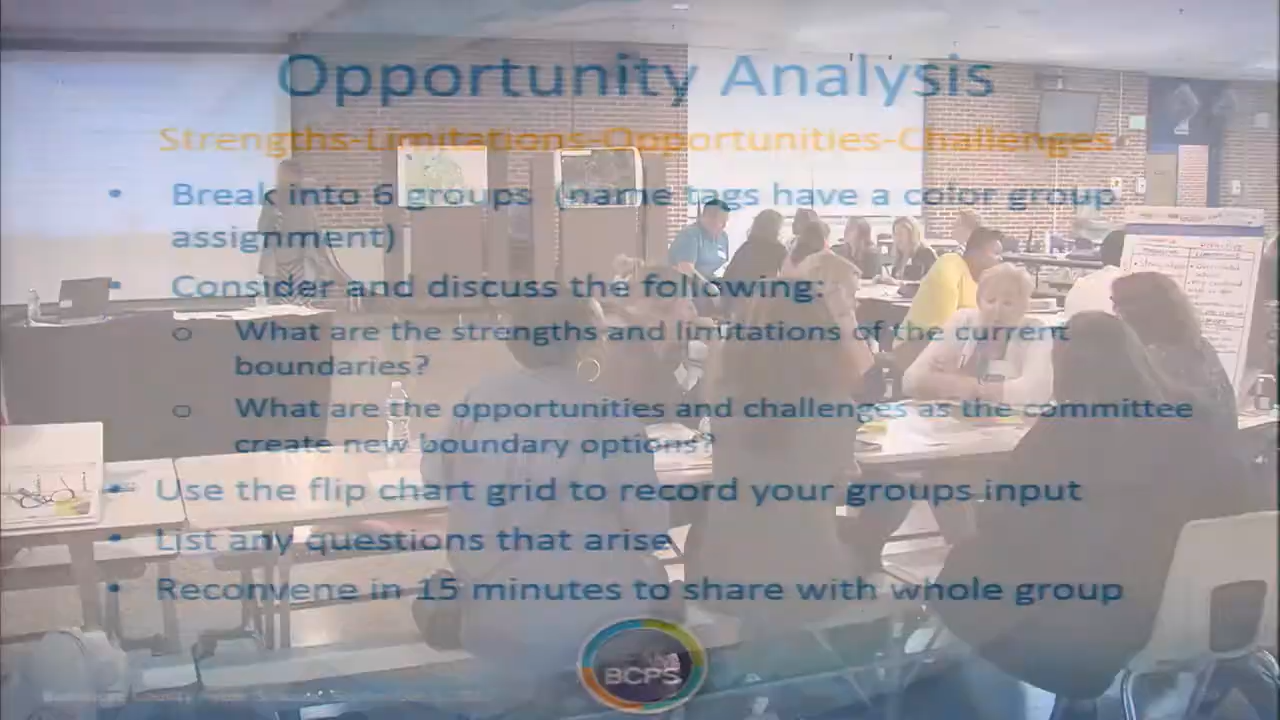 Opportunity Analysis
Strengths-Limitations-Opportunities-Challenges
• Break into 6 groups (name tags have a color group
assignment)
• Consider and discuss the following:
o What are the strengths and limitations of the current
boundaries?
o What are the opportunities and challenges as the committee
create new boundary options?
• Use the flip chart grid to record your groups input
• List any questions that arise
• Reconvene in 15 minutes to share with whole group
BCPS